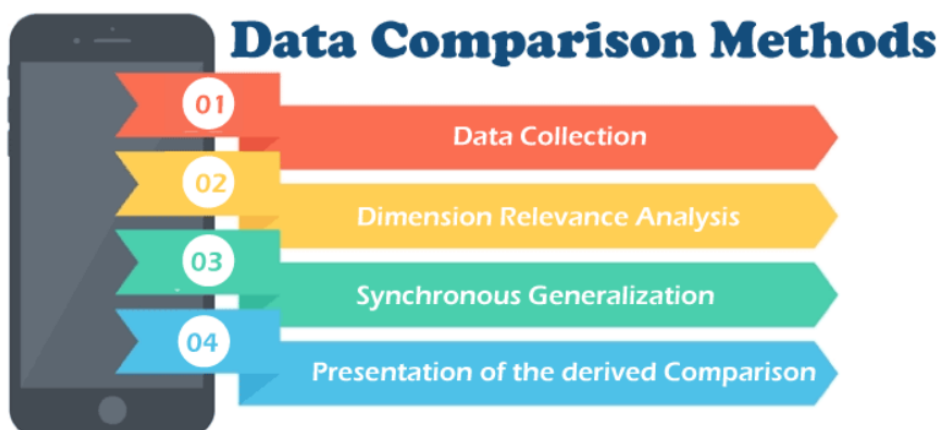 Data Comparison Methods
01
Data Collection
02
Dimension Relevance Analysis
03
Synchronous Generalization
04
Presentation of the derived Comparison